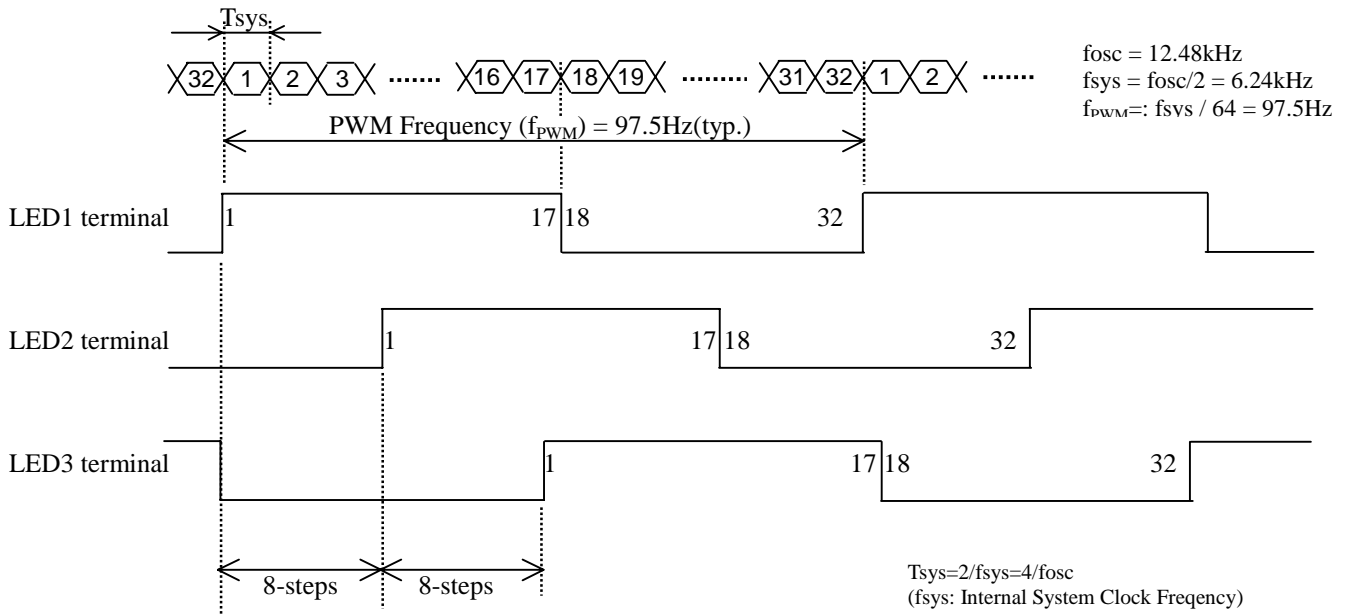 Tsys
32 1 2 3 ........ 16 17 18 19 ......... 31 32 1 2 .......
fosc = 12.48kHz
fsys = fosc/2 = 6.24kHz
fPWM=: fsys / 64 = 97.5Hz
PWM Frequency (fPWM) = 97.5Hz(typ.)
LED1 terminal 1 17 18 32
LED2 terminal 1 17 18 32
LED3 terminal 1 17 18 32
8-steps 8-steps
Tsys=2/fsys=4/fosc
(fsys: Internal System Clock Freqency)